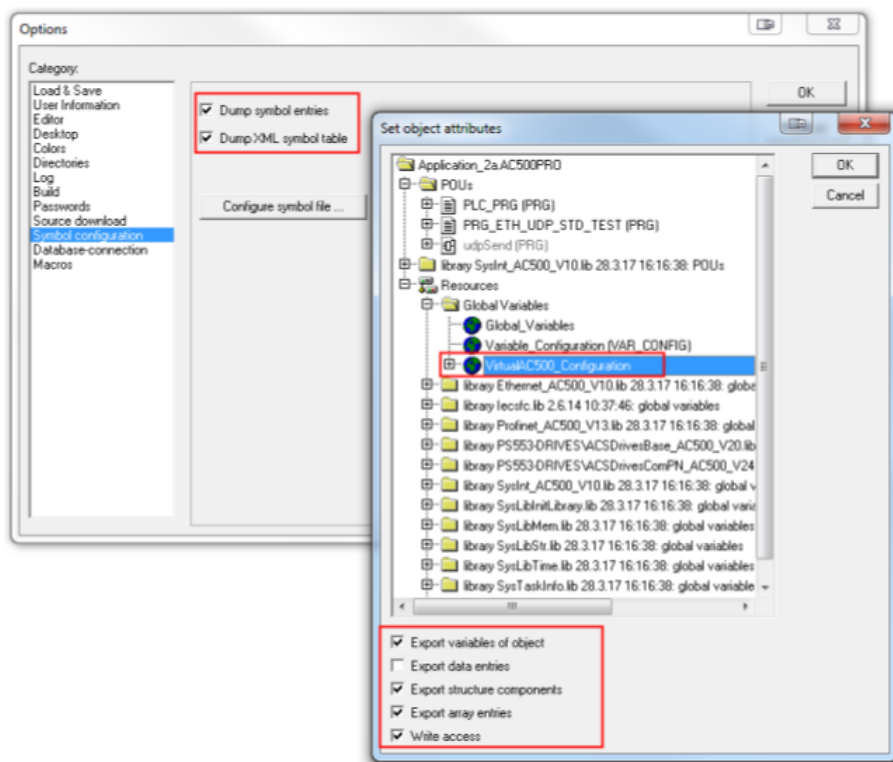 Options
Category:
Load & Save
User Information
Editor
Desktop
Colors
Directories
Log
Build
Passwords
Source download
Symbol configuration
Database-connection
Macros
Dump symbol entries
Dump XML symbol table
Configure symbol file ...
OK
Set object attributes
Application_2a.AC500PRO
POUs
PLC_PRG (PRG)
PRG_ETH_UDP_STD_TEST (PRG)
udpSend (PRG)
library SysInt_AC500_V10.lib 28.3.17 16:16:38: POUs
Resources
Global Variables
Global_Variables
Variable_Configuration (VAR_CONFIG)
VirtualAC500_Configuration
library Ethernet_AC500_V10.lib 28.3.17 16:16:38: globa
library Iecsfc.lib 2.6.14 10:37:46: global variables
library Profinet_AC500_V13.lib 28.3.17 16:16:38: global
library PS553-DRIVES\ACSDrivesBase_AC500_V20.lib
library PS553-DRIVES\ACSDrivesComPN_AC500_V24
library SysInt_AC500_V10.lib 28.3.17 16:16:38: global v
library SysLibInitLibrary.lib 28.3.17 16:16:38: global varia
library SysLibMem.lib 28.3.17 16:16:38: global variables
library SysLibStr.lib 28.3.17 16:16:38: global variables
library SysLibTime.lib 28.3.17 16:16:38: global variables
library SysTaskInfo.lib 28.3.17 16:16:38: global variable
OK
Cancel
Export variables of object
Export data entries
Export structure components
Export array entries
Write access